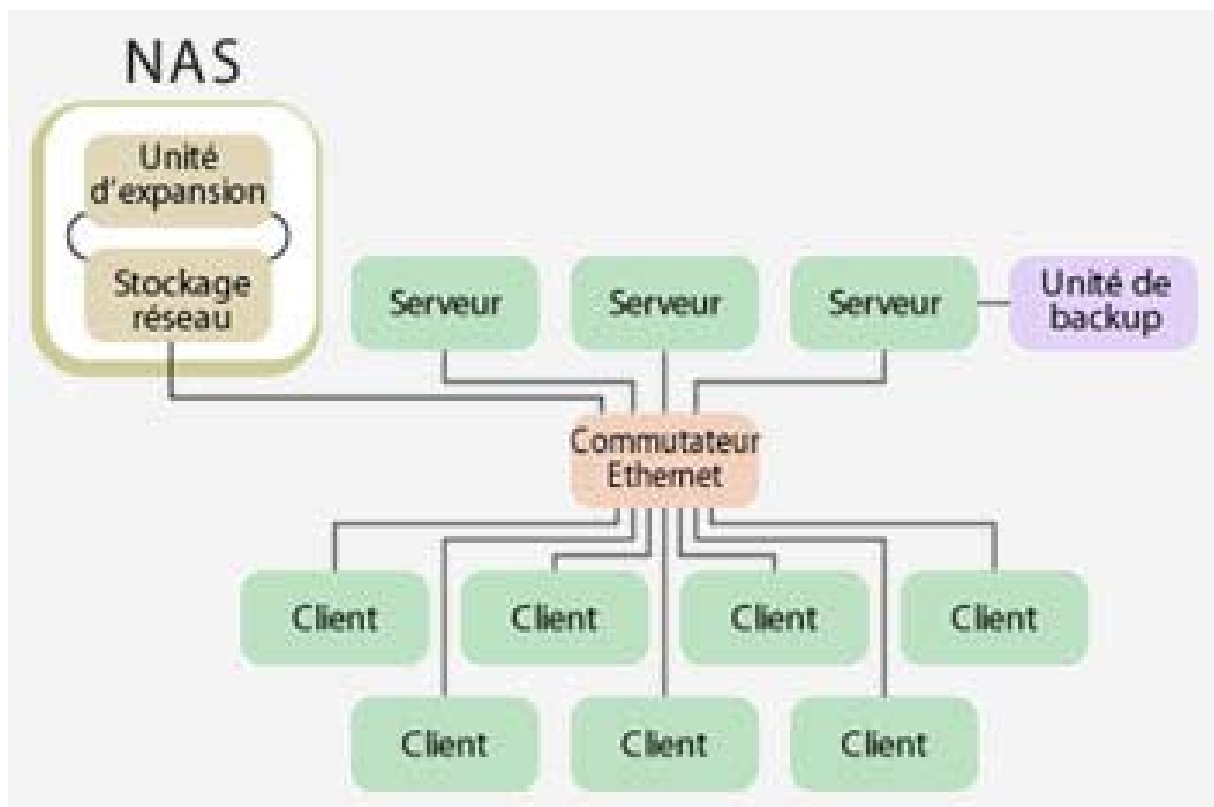 NAS
Unité
d'expansion
Stockage
réseau
Serveur
Serveur
Serveur
Unité de
backup
Commutateur
Ethernet
Client
Client
Client
Client
Client
Client
Client